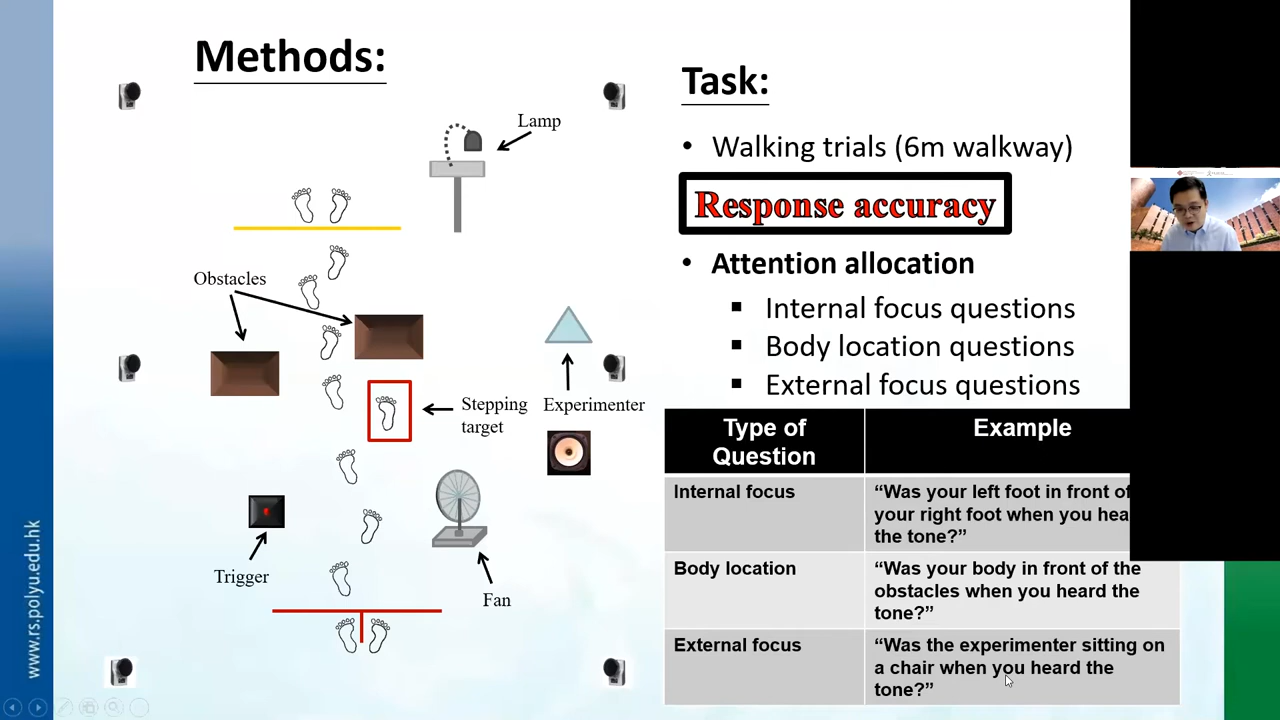 Methods:
Lamp
Obstacles
Stepping
target
Experimenter
Trigger
Fan
www.rs.polyu.edu.hk
Task:
• Walking trials (6m walkway)
Response accuracy
• Attention allocation
▪ Internal focus questions
▪ Body location questions
▪ External focus questions
Type of
Question
Example
Internal focus
“Was your left foot in front of
your right foot when you hea
the tone?”
Body location
“Was your body in front of the
obstacles when you heard the
tone?”
External focus
“Was the experimenter sitting on
a chair when you heard the
tone?”